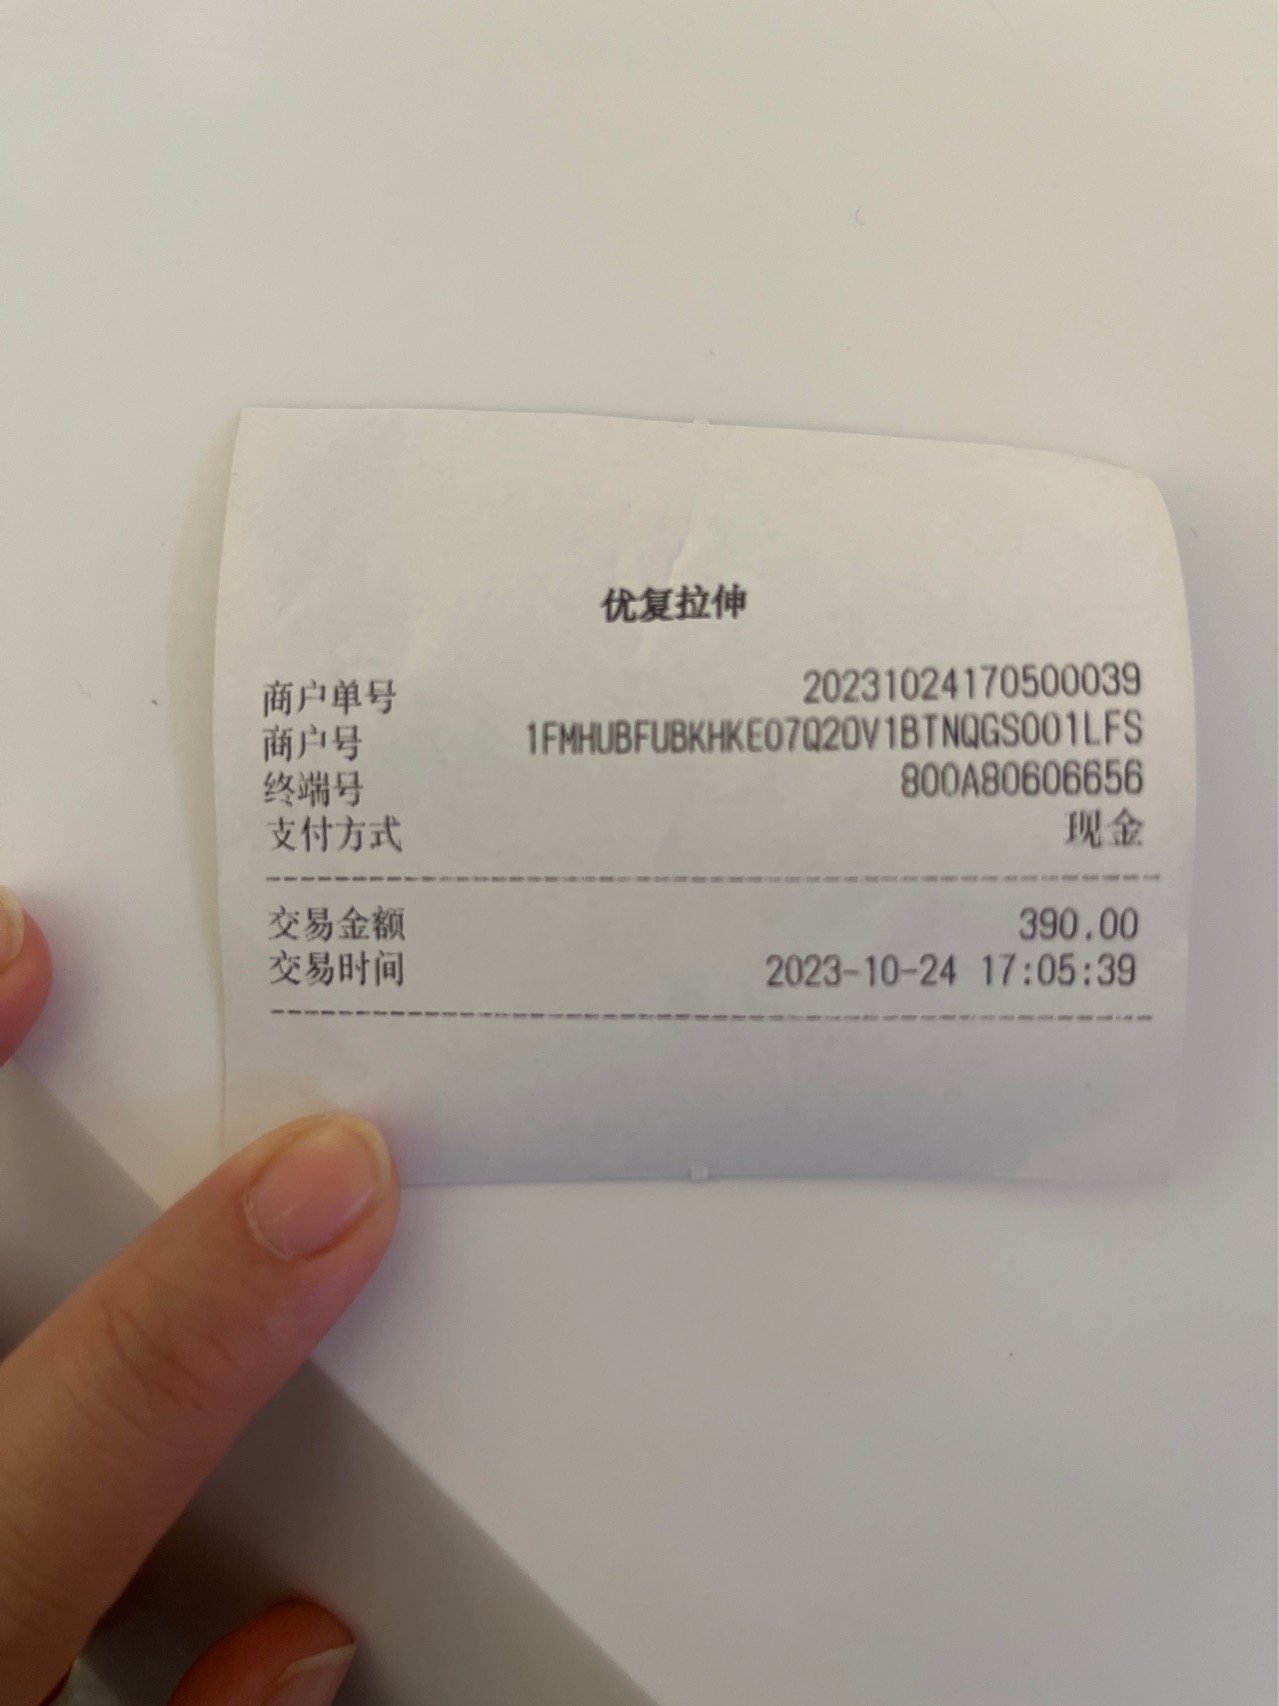 优复拉伸
商户单号 20231024170500039
商户号 1FMHUBFUBKHKE07Q20V1BTNQGS001LFS
终端号 800A80606656
支付方式 现金
交易金额 390.00
交易时间 2023-10-24 17:05:39